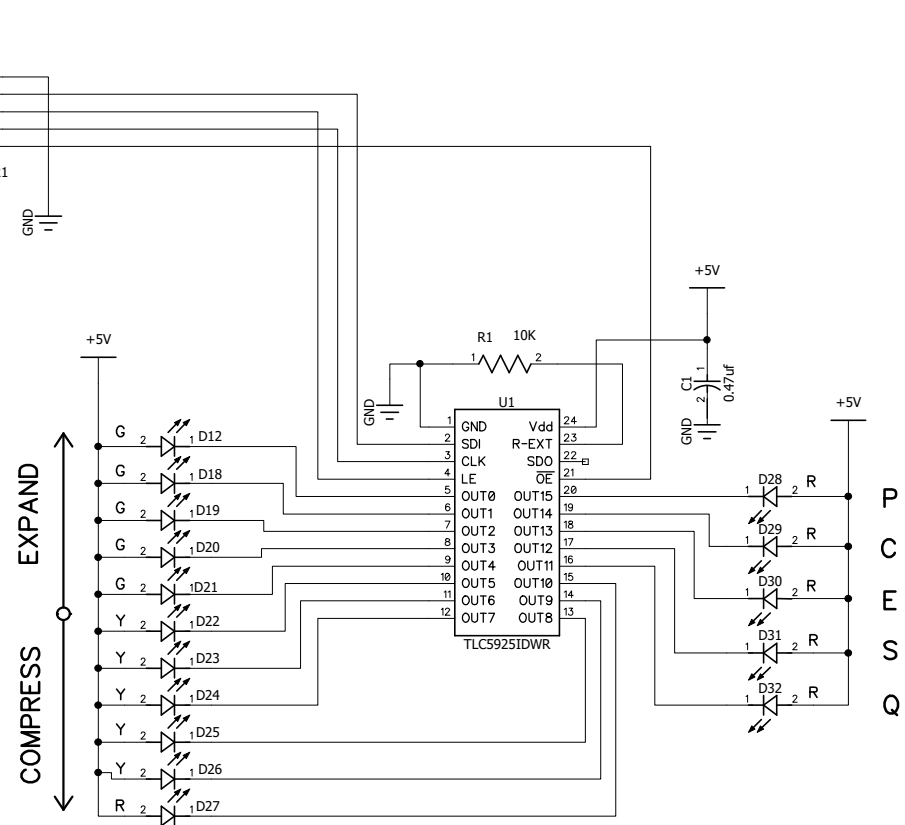 GND
+5V
R1 10K
+5V
C1
1
2
0.47uf
GND
+5V
GND
1 2
U1
TLC5925IDWR
1 GND
2 SDI
3 CLK
4 LE
5 OUT0
6 OUT1
7 OUT2
8 OUT3
9 OUT4
10 OUT5
11 OUT6
12 OUT7
Vdd 24
R-EXT 23
SDO 22
OE 21
OUT15 20
OUT14 19
OUT13 18
OUT12 17
OUT11 16
OUT10 15
OUT9 14
OUT8 13
EXPAND
COMPRESS
G 2 1 D12
G 2 1 D18
G 2 1 D19
G 2 1 D20
G 2 1 D21
Y 2 1 D22
Y 2 1 D23
Y 2 1 D24
Y 2 1 D25
Y 2 1 D26
R 2 1 D27
1 D28 2 R P
1 D29 2 R C
1 D30 2 R E
1 D31 2 R S
1 D32 2 R Q